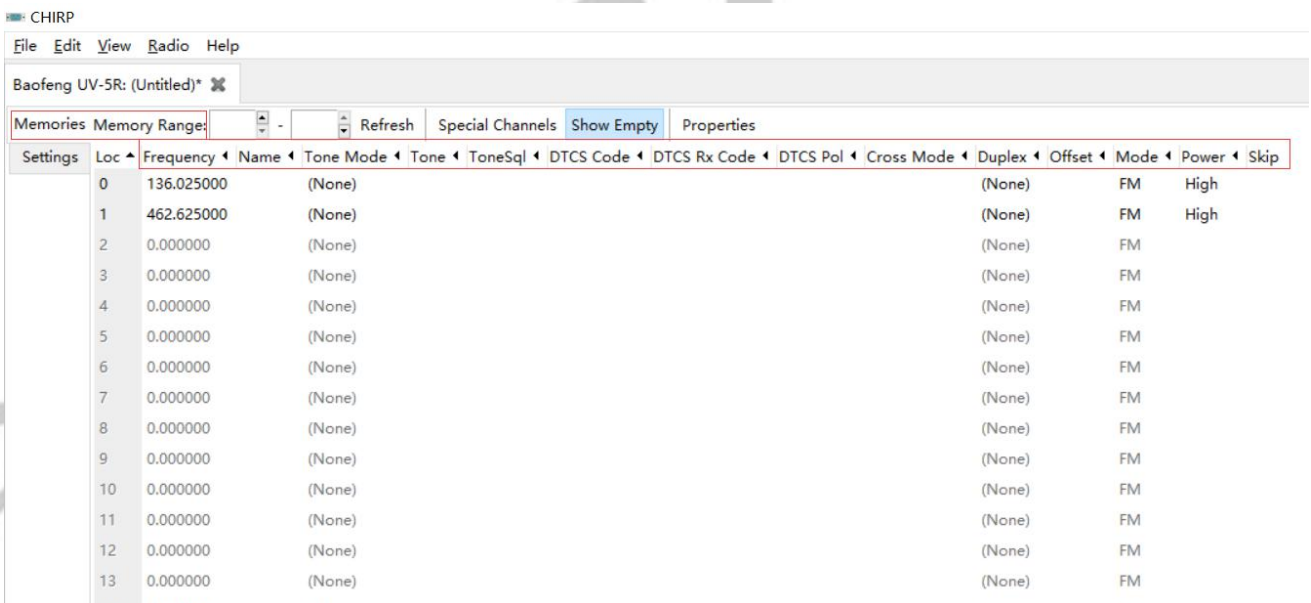 CHIRP
File Edit View Radio Help
Baofeng UV-5R: (Untitled)*
Memories Memory Range: - Refresh Special Channels Show Empty Properties
Settings Loc Frequency Name Tone Mode Tone ToneSql DTCS Code DTCS Rx Code DTCS Pol Cross Mode Duplex Offset Mode Power Skip
0 136.025000 (None) (None) FM High
1 462.625000 (None) (None) FM High
2 0.000000 (None) (None) FM
3 0.000000 (None) (None) FM
4 0.000000 (None) (None) FM
5 0.000000 (None) (None) FM
6 0.000000 (None) (None) FM
7 0.000000 (None) (None) FM
8 0.000000 (None) (None) FM
9 0.000000 (None) (None) FM
10 0.000000 (None) (None) FM
11 0.000000 (None) (None) FM
12 0.000000 (None) (None) FM
13 0.000000 (None) (None) FM